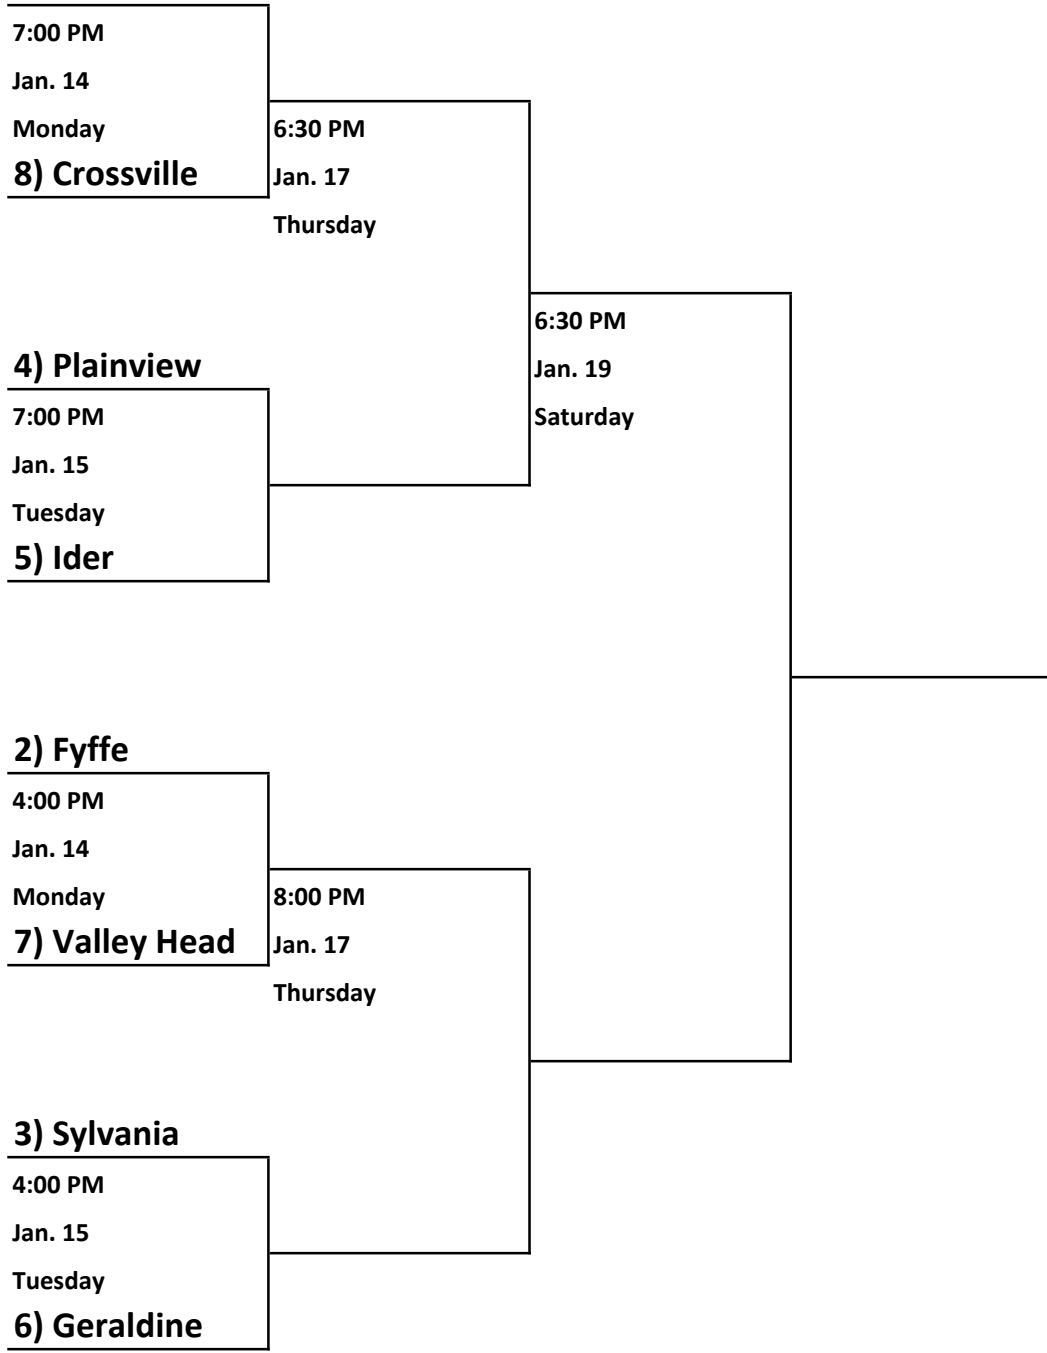 7:00 PM
Jan. 14
Monday
8) Crossville
6:30 PM
Jan. 17
Thursday
4) Plainview
7:00 PM
Jan. 15
Tuesday
5) Ider
6:30 PM
Jan. 19
Saturday
2) Fyffe
4:00 PM
Jan. 14
Monday
7) Valley Head
8:00 PM
Jan. 17
Thursday
3) Sylvania
4:00 PM
Jan. 15
Tuesday
6) Geraldine